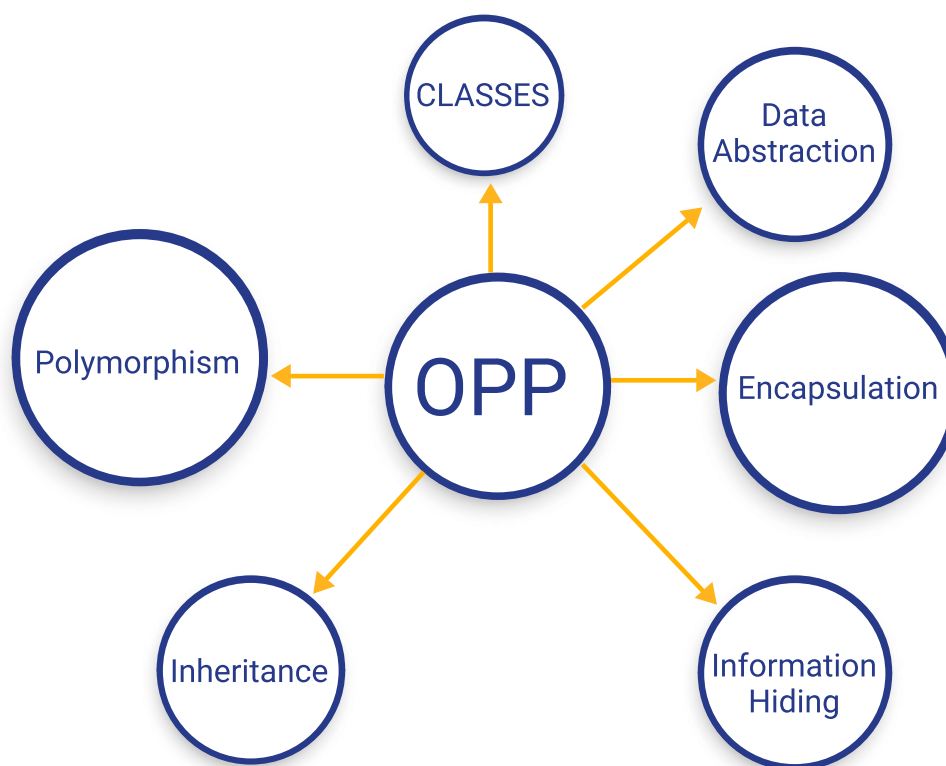 CLASSES
Data
Abstraction
Polymorphism
OPP
Encapsulation
Inheritance
Information
Hiding